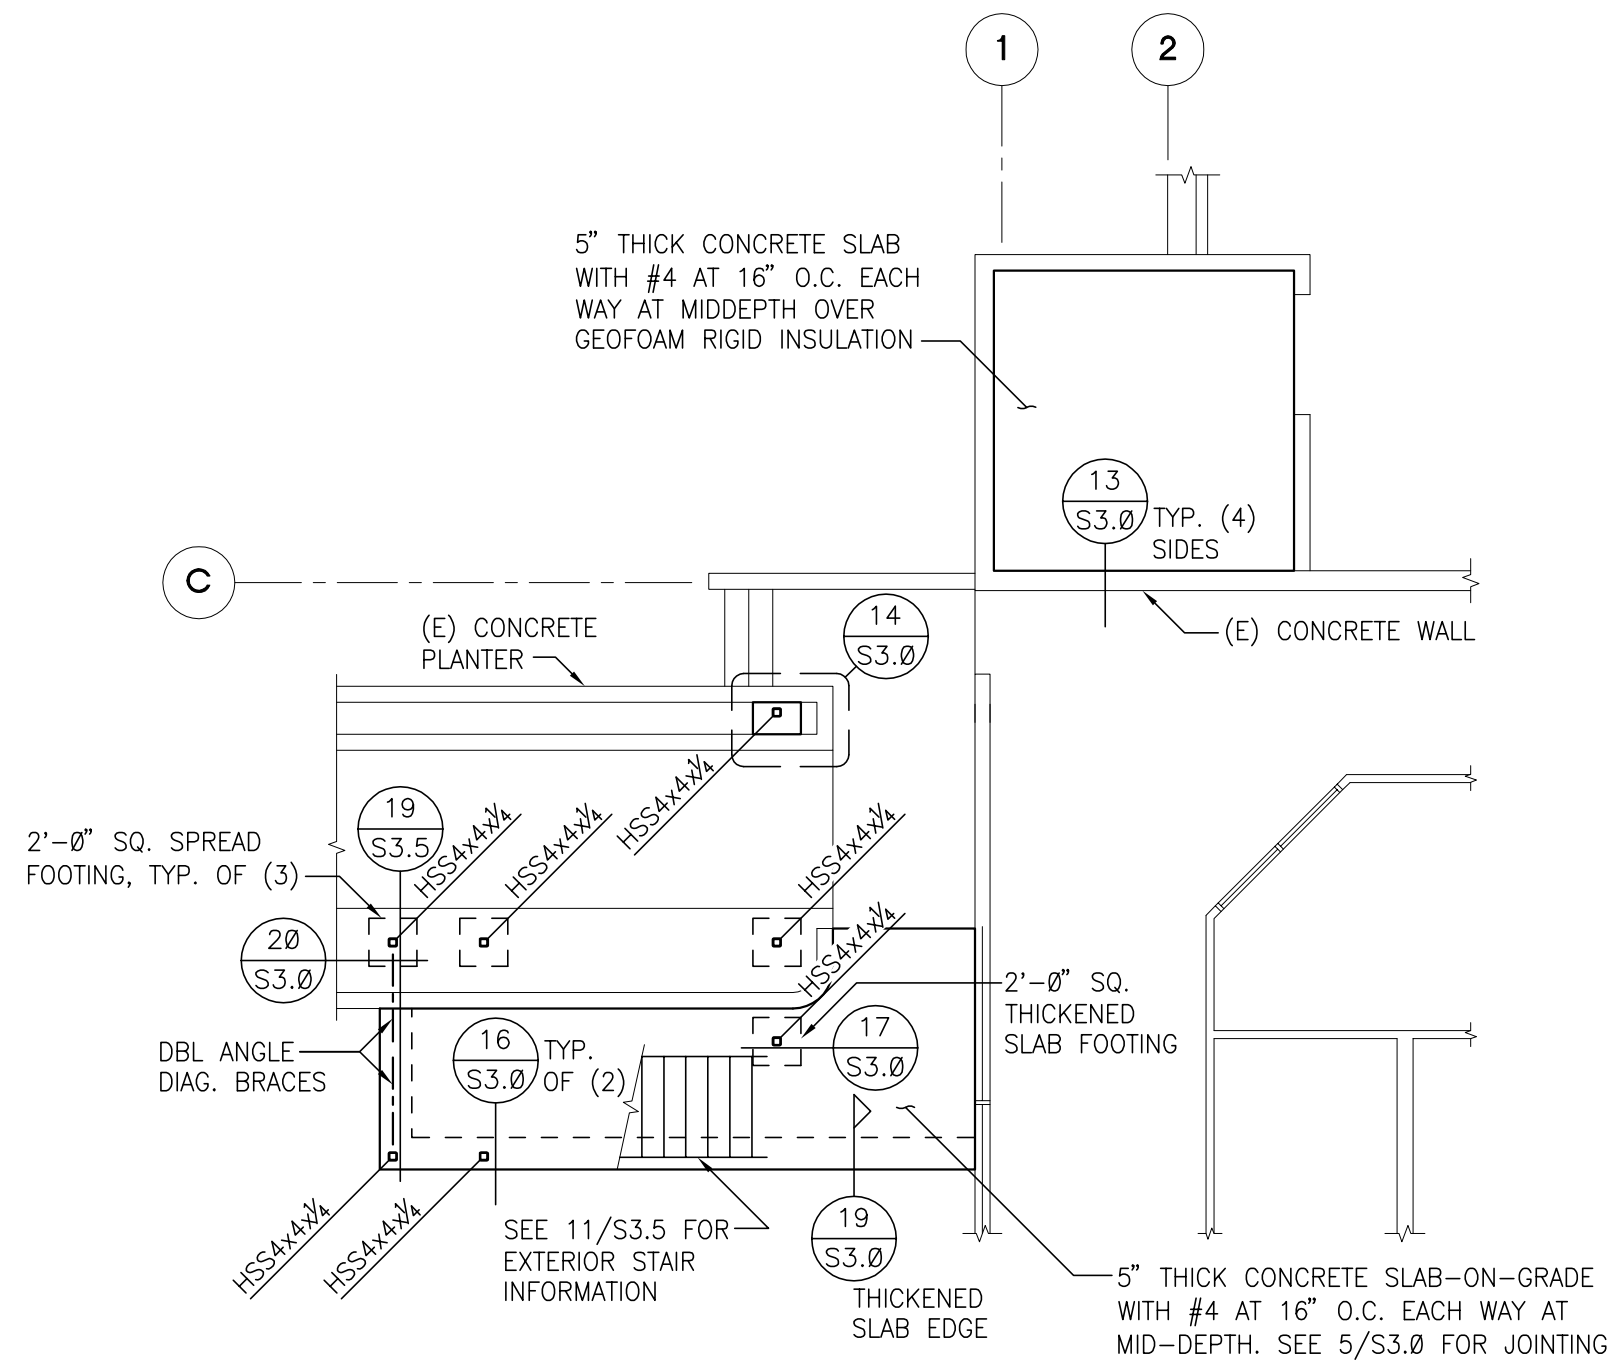 1
2
5” THICK CONCRETE SLAB
WITH #4 AT 16” O.C. EACH
WAY AT MIDDEPTH OVER
GEOFOAM RIGID INSULATION
13
S3.Ø
TYP. (4)
SIDES
C
(E) CONCRETE
PLANTER
14
S3.Ø
(E) CONCRETE WALL
HSS4x4x1/4
19
S3.5
HSS4x4x1/4
HSS4x4x1/4
HSS4x4x1/4
2’-Ø” SQ. SPREAD
FOOTING, TYP. OF (3)
2Ø
S3.Ø
HSS4x4x1/4
2’-Ø” SQ.
THICKENED
SLAB FOOTING
17
S3.Ø
16
S3.Ø
TYP.
OF (2)
DBL ANGLE
DIAG. BRACES
HSS4x4x1/4
HSS4x4x1/4
SEE 11/S3.5 FOR
EXTERIOR STAIR
INFORMATION
19
S3.Ø
THICKENED
SLAB EDGE
5” THICK CONCRETE SLAB-ON-GRADE
WITH #4 AT 16” O.C. EACH WAY AT
MID-DEPTH. SEE 5/S3.Ø FOR JOINTING